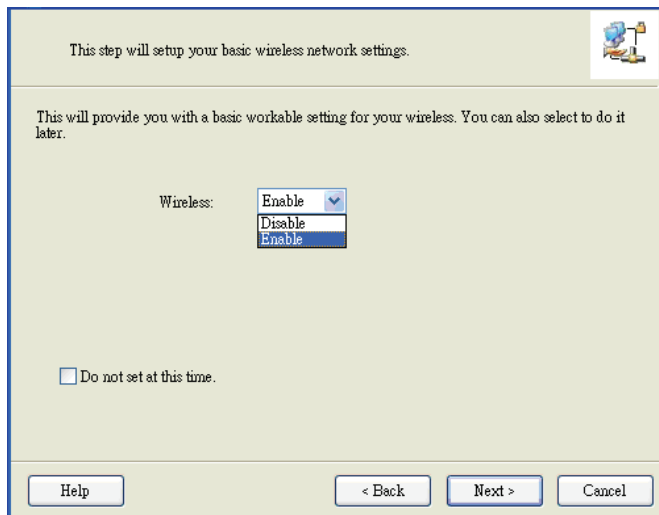 This step will setup your basic wireless network settings.
This will provide you with a basic workable setting for your wireless. You can also select to do it
later.
Wireless: Enable
Disable
Enable
Do not set at this time.
Help < Back Next > Cancel